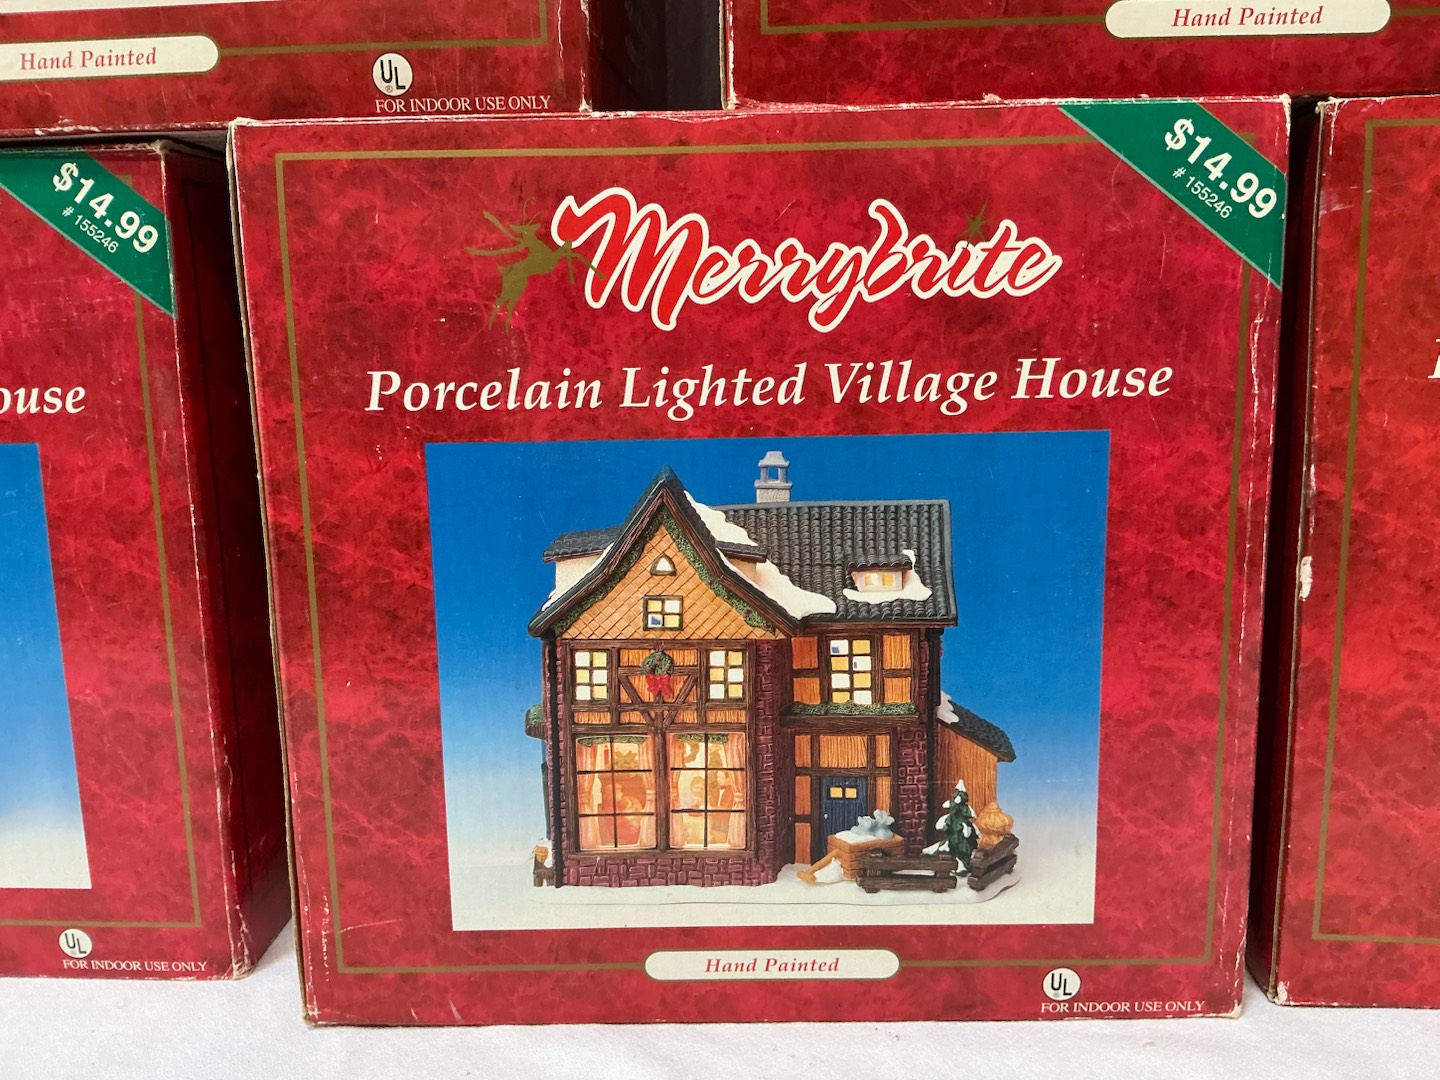 Hand Painted
UL
FOR INDOOR USE ONLY
Hand Painted
$14.99
# 155246
ouse
UL
FOR INDOOR USE ONLY
$14.99
# 155246
Merrybrite
Porcelain Lighted Village House
Hand Painted
UL
FOR INDOOR USE ONLY